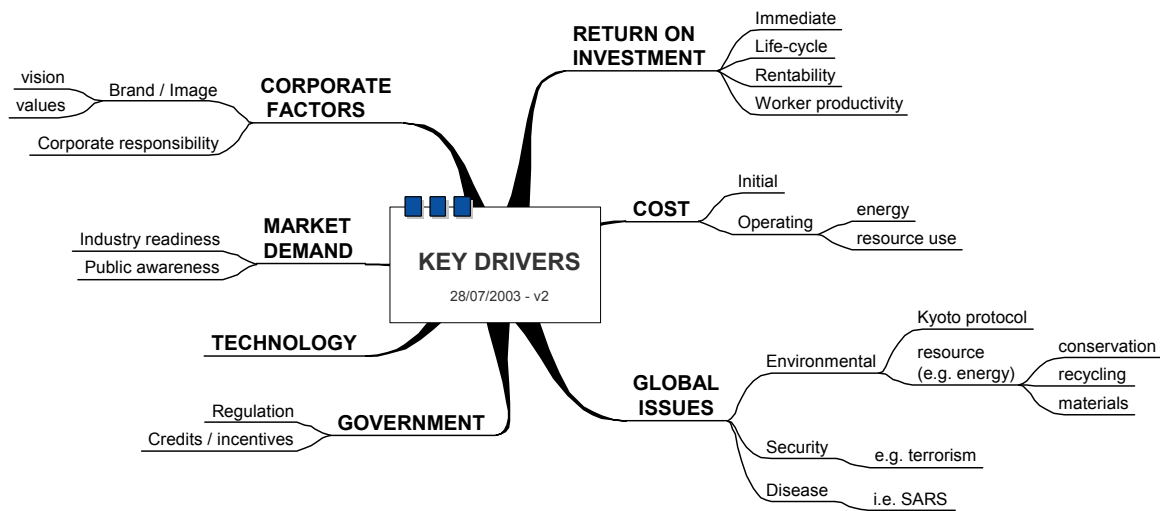 KEY DRIVERS
28/07/2003 - v2
RETURN ON
INVESTMENT
Immediate
Life-cycle
Rentability
Worker productivity
COST
Initial
Operating
energy
resource use
GLOBAL
ISSUES
Environmental
Kyoto protocol
resource
(e.g. energy)
conservation
recycling
materials
Security
e.g. terrorism
Disease
i.e. SARS
GOVERNMENT
Regulation
Credits / incentives
TECHNOLOGY
MARKET
DEMAND
Industry readiness
Public awareness
CORPORATE
FACTORS
Brand / Image
vision
values
Corporate responsibility